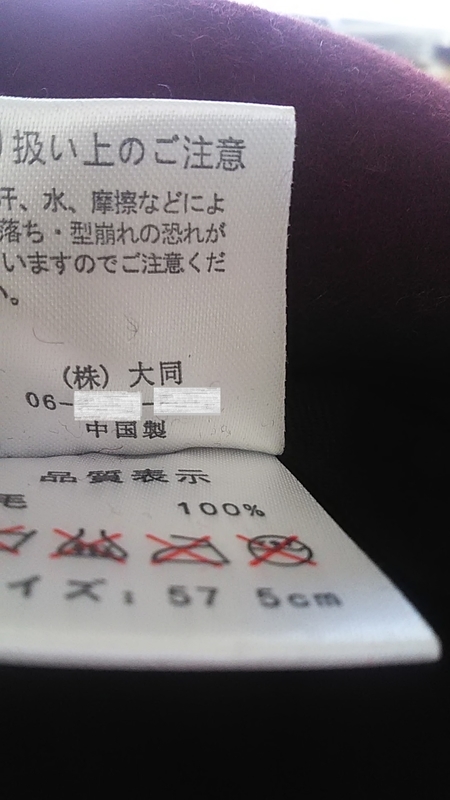 扱い上のご注意
汗、水、摩擦などによ
落ち・型崩れの恐れが
いますのでご注意くだ
い。
(株) 大同
06-
中国製
品質表示
毛 100%
イズ: 57 5cm